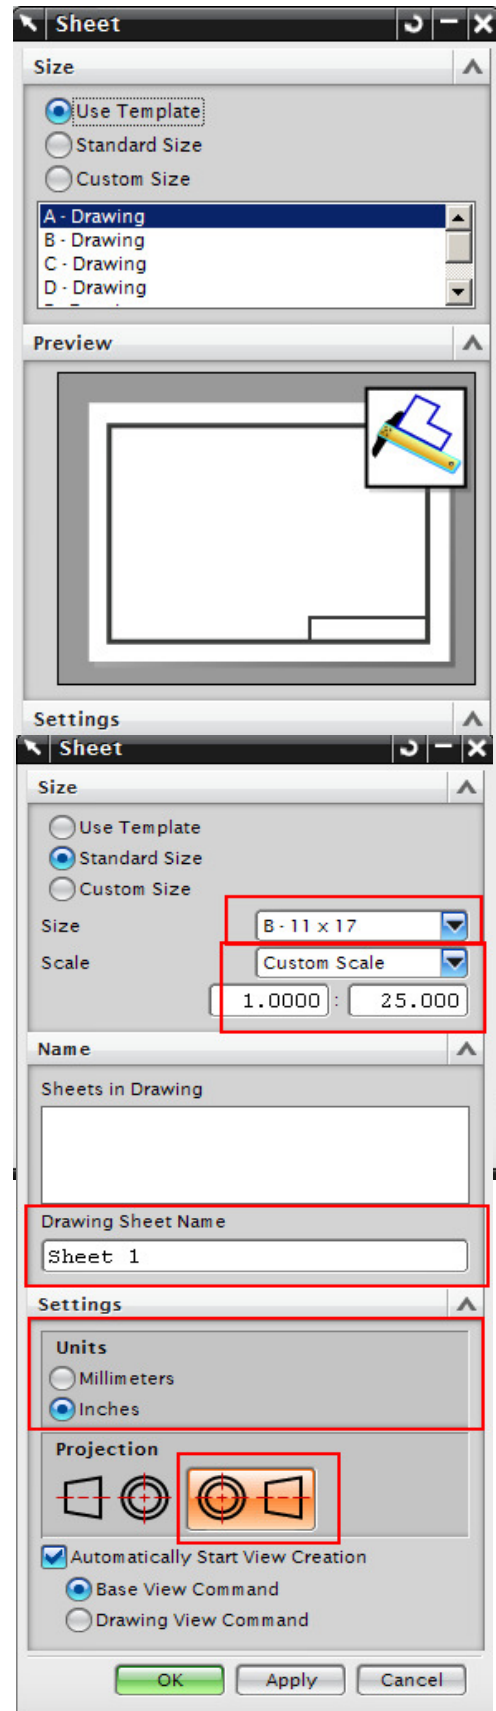 Sheet
Size
Use Template
Standard Size
Custom Size
A - Drawing
B - Drawing
C - Drawing
D - Drawing
Preview
Settings
Sheet
Size
Use Template
Standard Size
Custom Size
Size B - 11 x 17
Scale Custom Scale
1.0000 : 25.000
Name
Sheets in Drawing
Drawing Sheet Name
Sheet 1
Settings
Units
Millimeters
Inches
Projection
Automatically Start View Creation
Base View Command
Drawing View Command
OK Apply Cancel